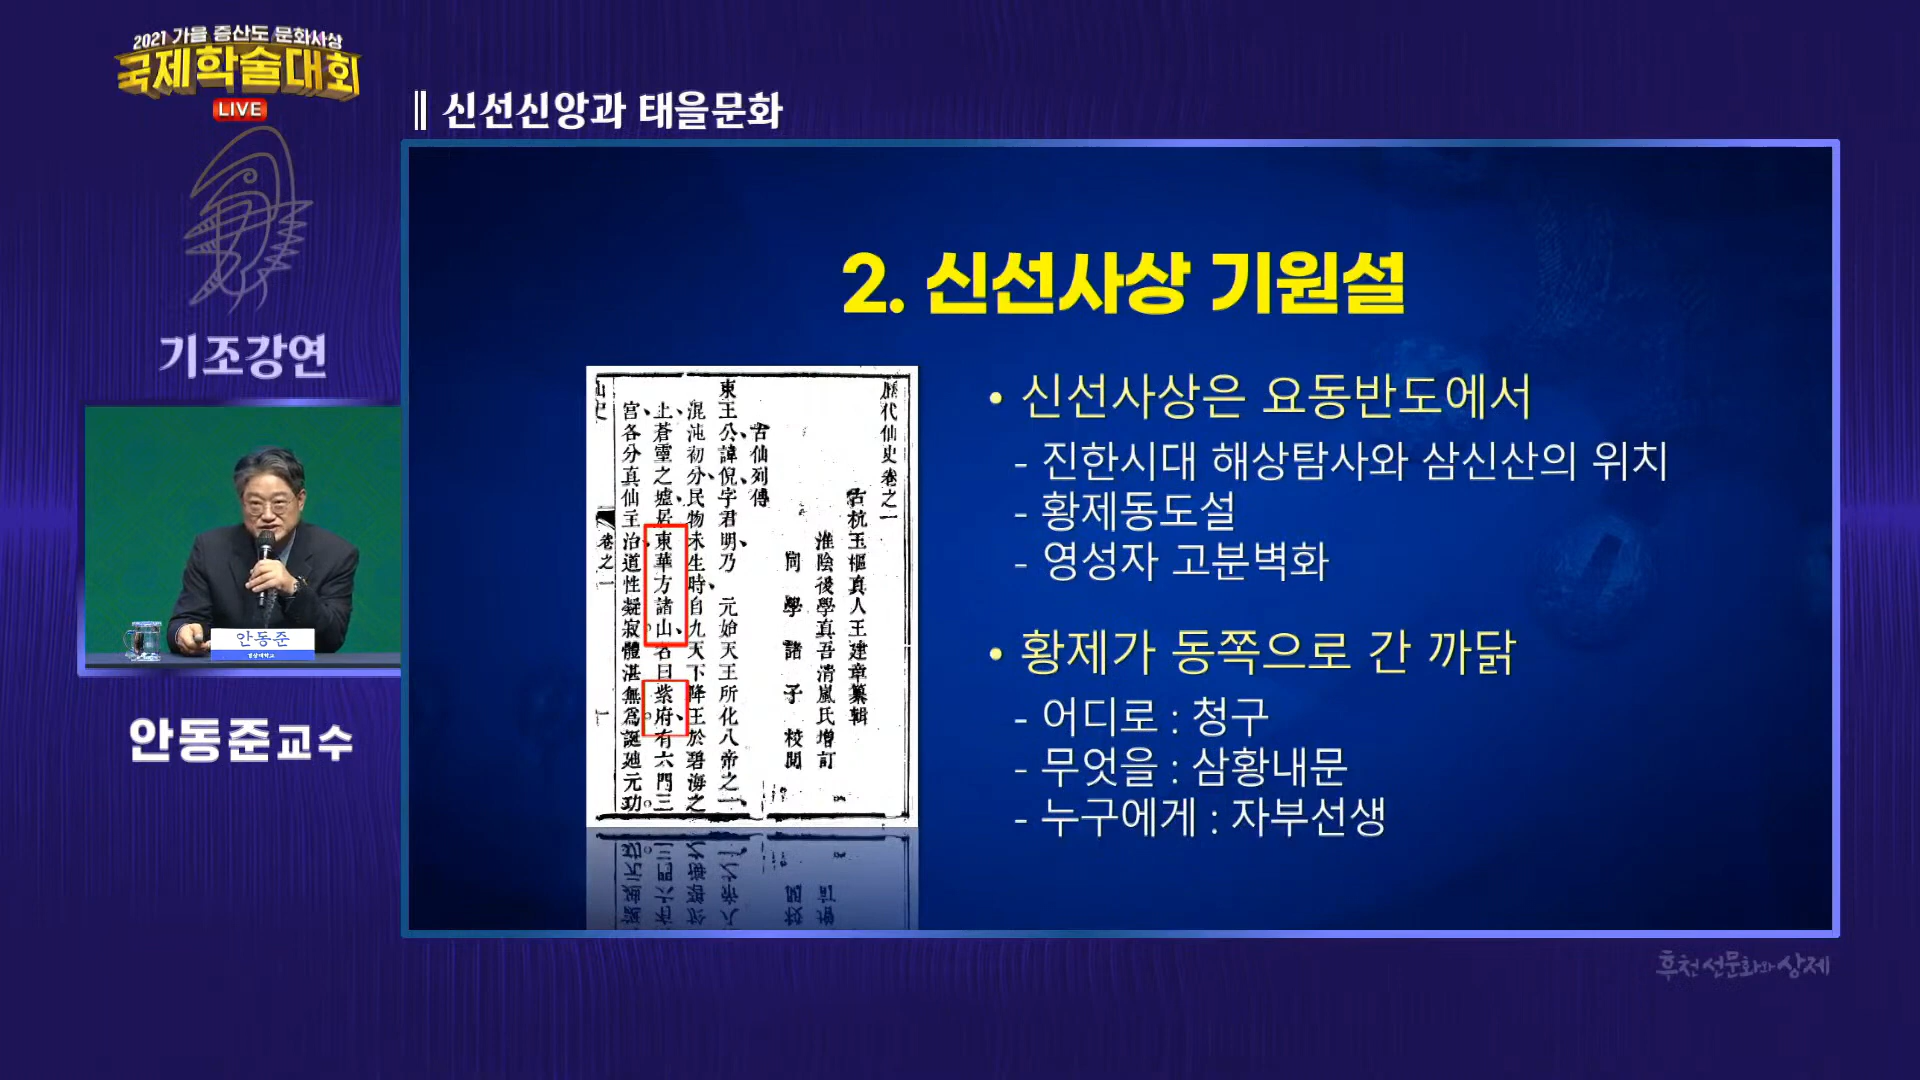 2021 가을 증산도 문화사상
국제학술대회
LIVE
기조강연
安동준
경상대학교
안동준교수
신선신앙과 태을문화
2. 신선사상 기원설
歷代仙史卷之一
古杭玉樞真人王建章纂輯
淮陰後學真吾清嵐氏增訂
同學諸子校閱
古仙列傳
東王公諱倪字君明乃 元始天王所化八帝之一
混沌初分民物未生時自九天下降王於碧海之
上蒼靈之墟居東華方諸山名曰紫府有六門三
宮各分真仙主治道性凝寂體湛無為誕廸元功
卷之一
• 신선사상은 요동반도에서
- 진한시대 해상탐사와 삼신산의 위치
- 황제동도설
- 영성자 고분벽화
• 황제가 동쪽으로 간 까닭
- 어디로 : 청구
- 무엇을 : 삼황내문
- 누구에게 : 자부선생
후천 선문화와 상제